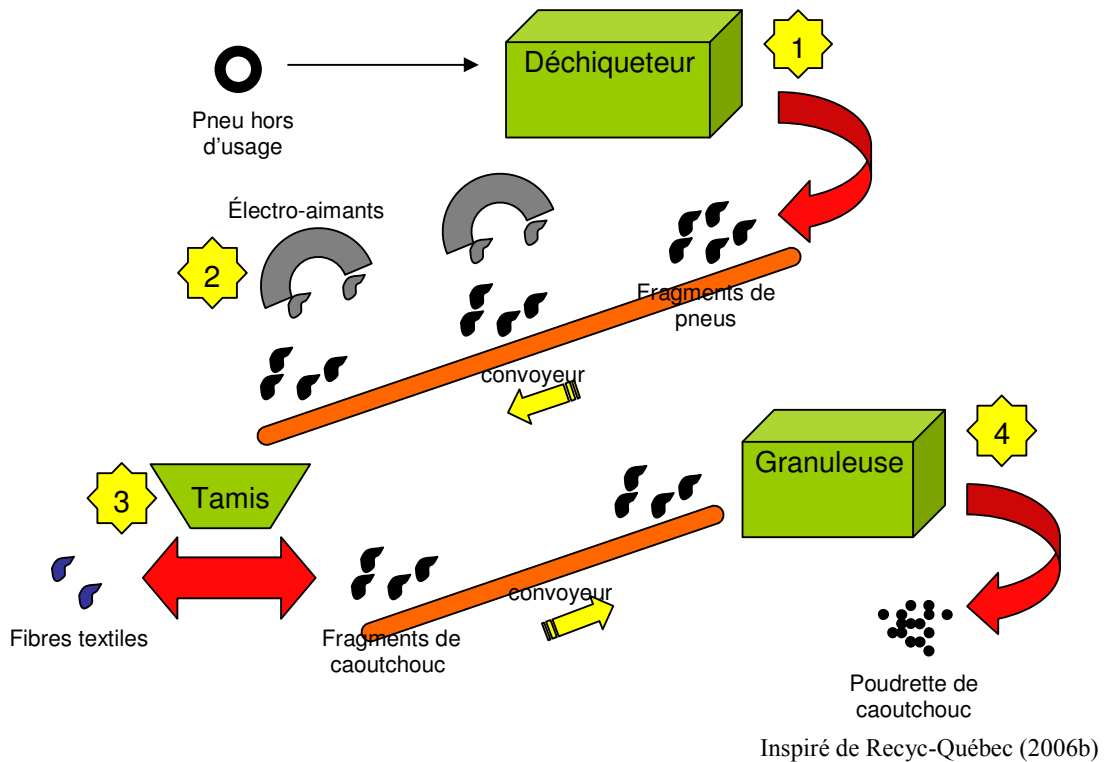 Déchiqueteur
1
Pneu hors
d'usage
Électro-aimants
2
Fragments de
pneus
convoyeur
3
Tamis
Granuleuse
4
Fibres textiles
Fragments de
caoutchouc
convoyeur
Poudrette de
caoutchouc
Inspiré de Recyc-Québec (2006b)